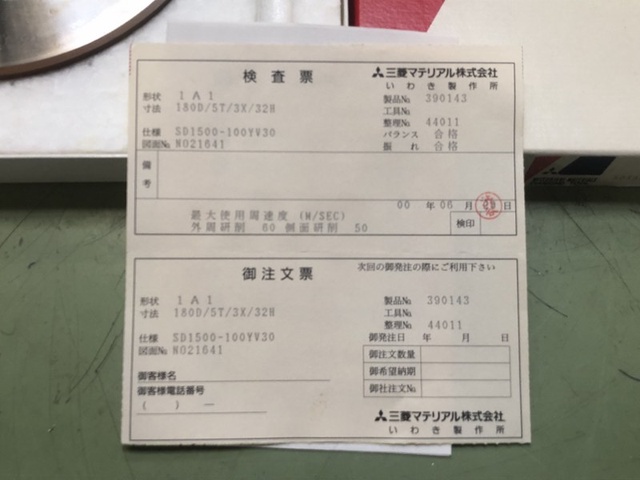 検査票
三菱マテリアル株式会社
いわき製作所
形状 1A1
寸法 180D/5T/3X/32H
製品№ 390143
工具№
仕様 SD1500-100YV30
整理№ 44011
図面№ N021641
バランス 合格
振れ 合格
備考
00 年 06 月 日
最大使用周速度 (M/SEC)
外周研削 60 側面研削 50
検印
御注文票
次回の御発注の際にご利用下さい
形状 1A1
寸法 180D/5T/3X/32H
製品№ 390143
工具№
仕様 SD1500-100YV30
整理№ 44011
図面№ N021641
御発注日 年 月 日
御注文数量
御希望納期
御社注文№
御客様名
御客様電話番号
( ) ―
三菱マテリアル株式会社
いわき製作所